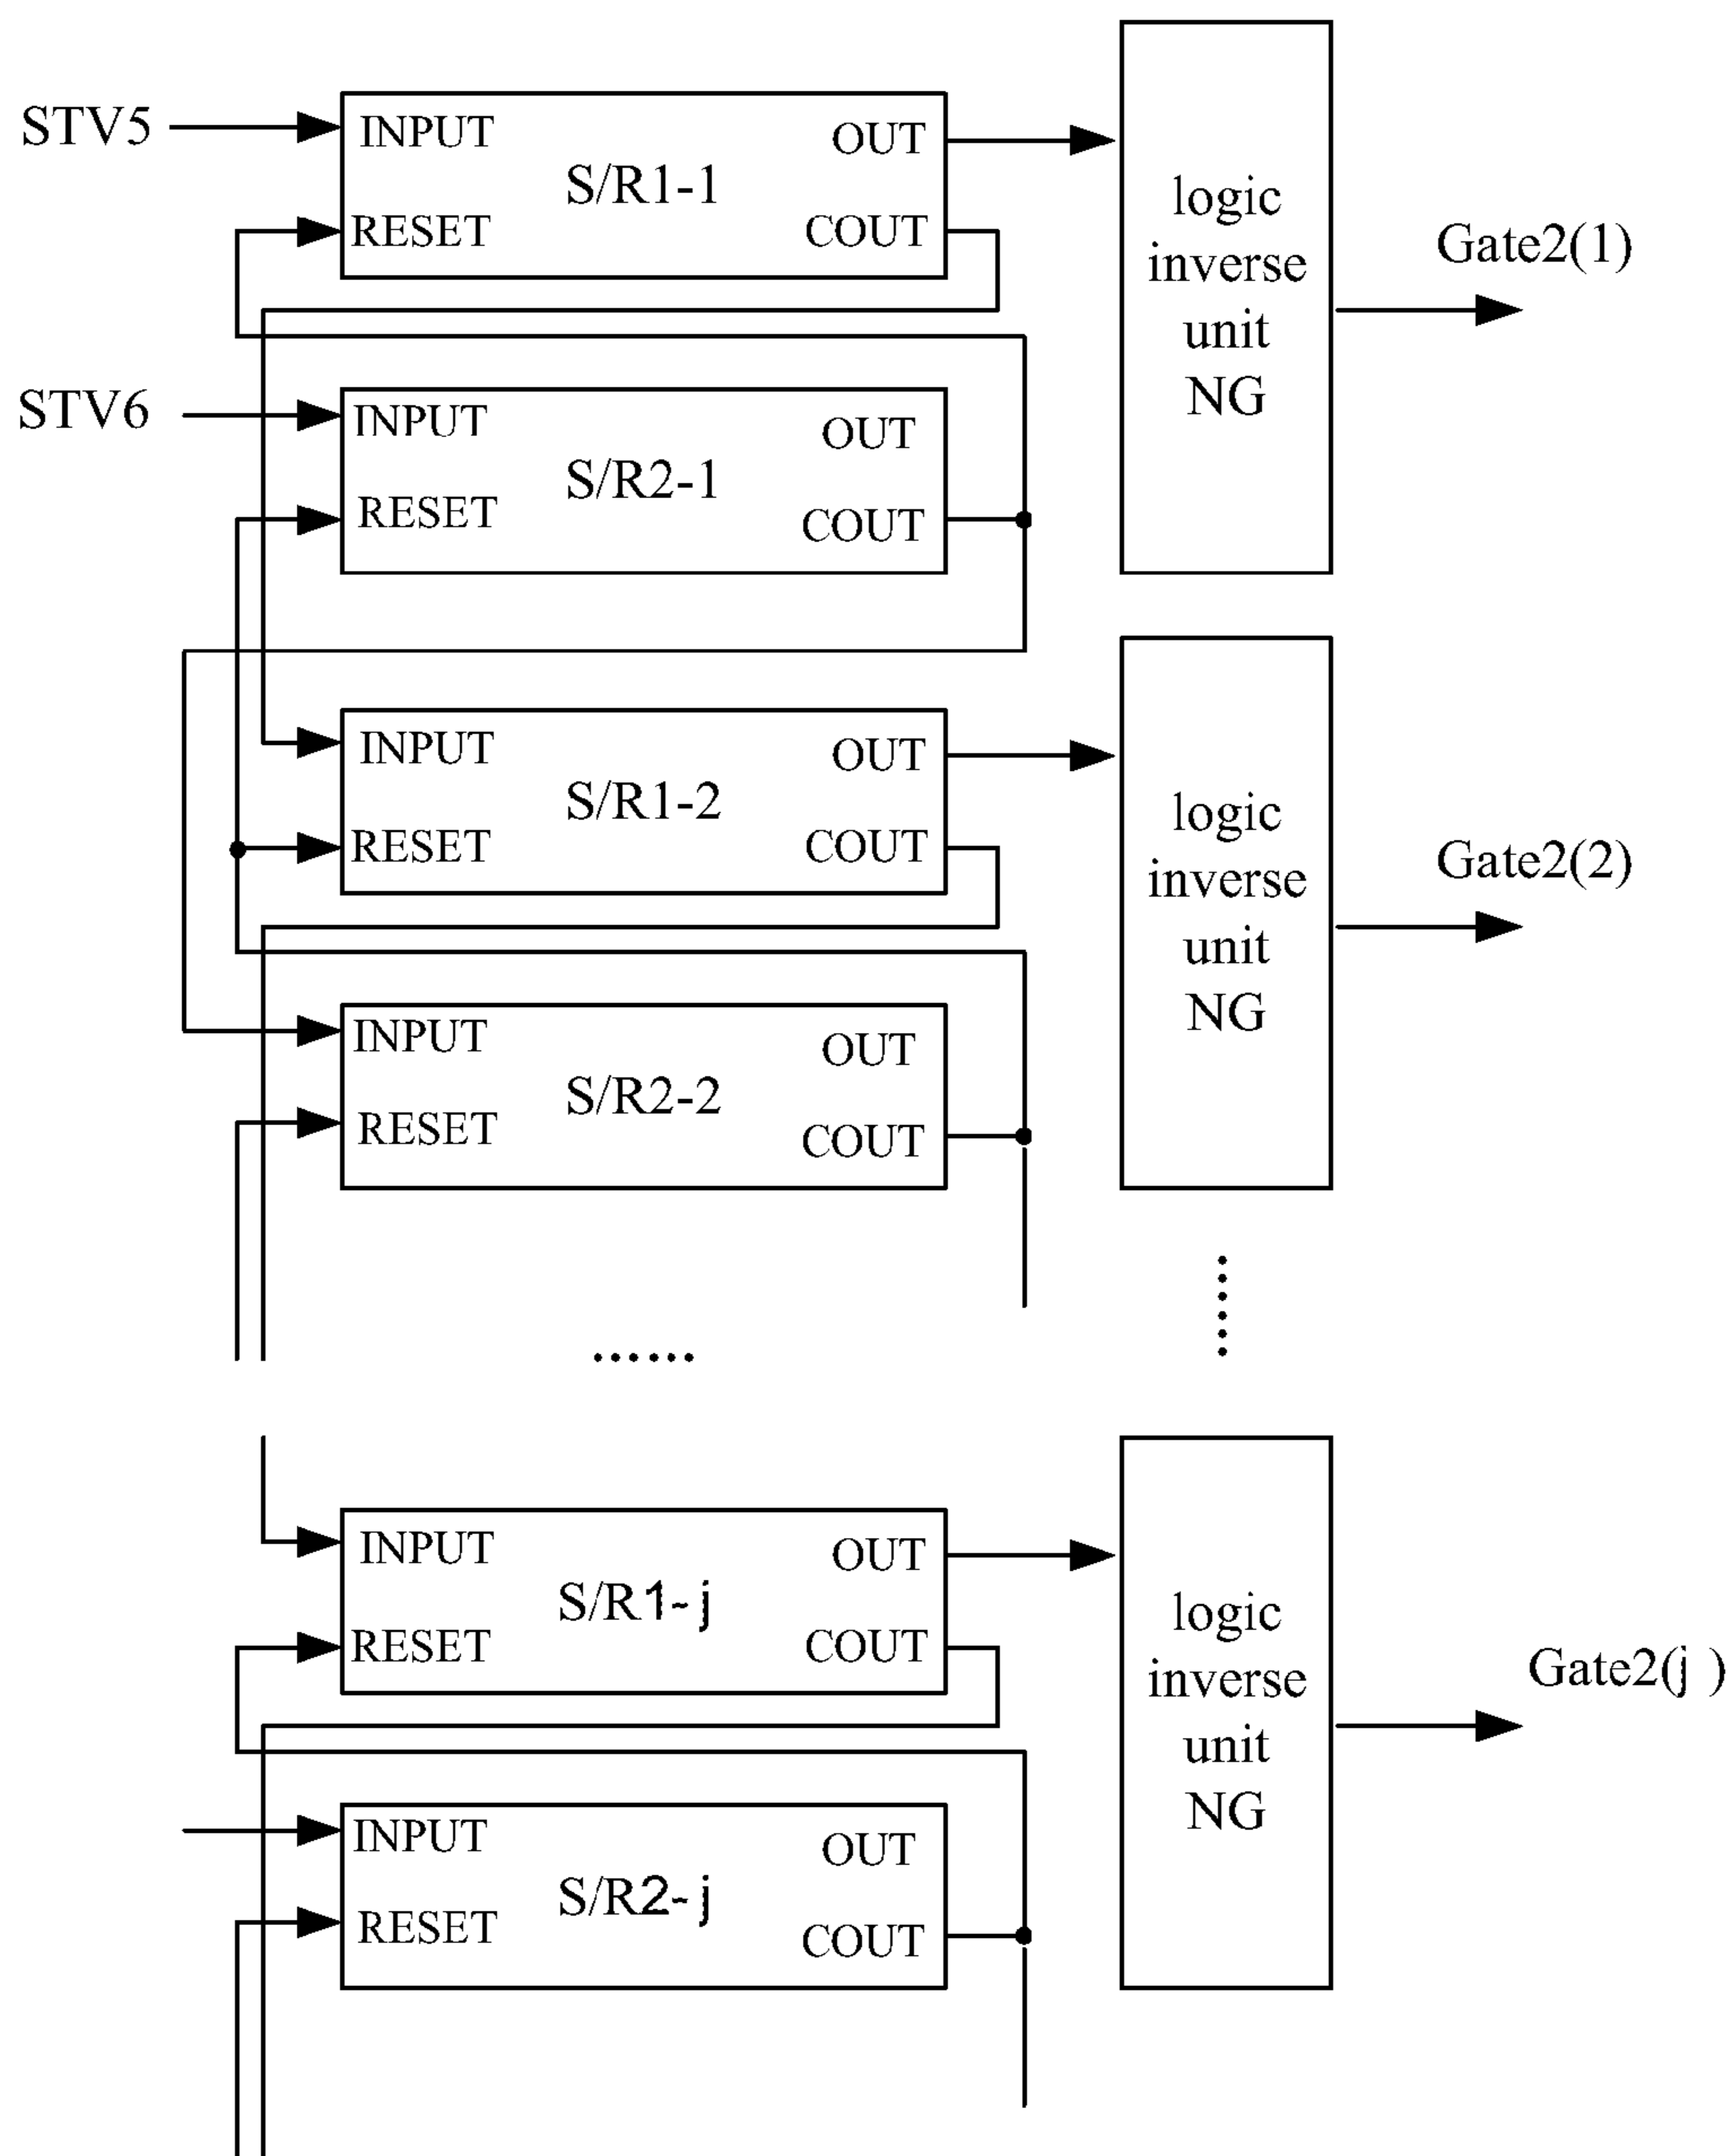 STV5
INPUT
OUT
S/R1-1
RESET
COUT
logic
inverse
unit
NG
Gate2(1)
STV6
INPUT
OUT
S/R2-1
RESET
COUT
INPUT
OUT
S/R1-2
RESET
COUT
logic
inverse
unit
NG
Gate2(2)
INPUT
OUT
S/R2-2
RESET
COUT
......
......
INPUT
OUT
S/R1-j
RESET
COUT
logic
inverse
unit
NG
Gate2(j )
INPUT
OUT
S/R2-j
RESET
COUT